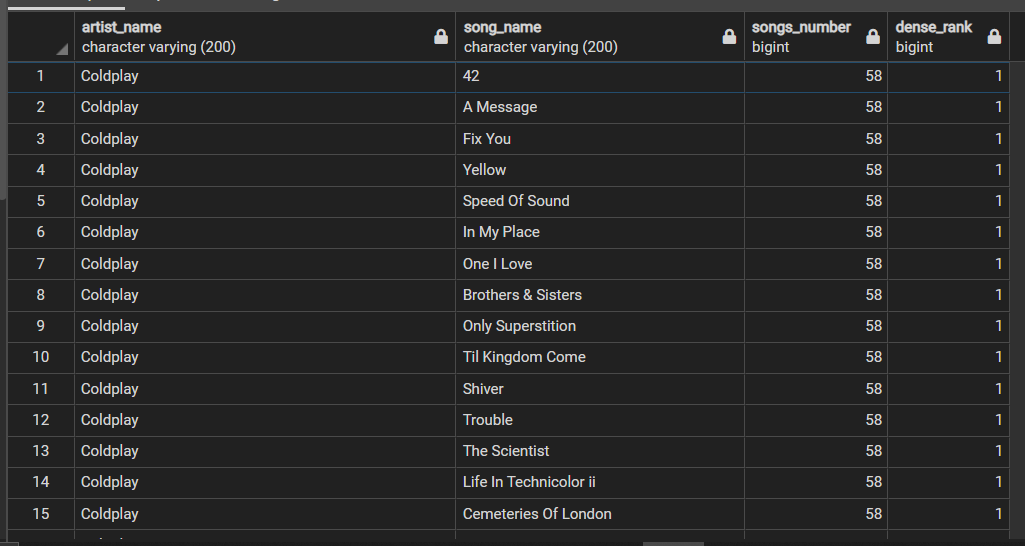 artist_name song_name songs_number dense_rank
character varying (200) character varying (200) bigint bigint
1 Coldplay 42 58 1
2 Coldplay A Message 58 1
3 Coldplay Fix You 58 1
4 Coldplay Yellow 58 1
5 Coldplay Speed Of Sound 58 1
6 Coldplay In My Place 58 1
7 Coldplay One I Love 58 1
8 Coldplay Brothers & Sisters 58 1
9 Coldplay Only Superstition 58 1
10 Coldplay Til Kingdom Come 58 1
11 Coldplay Shiver 58 1
12 Coldplay Trouble 58 1
13 Coldplay The Scientist 58 1
14 Coldplay Life In Technicolor ii 58 1
15 Coldplay Cemeteries Of London 58 1